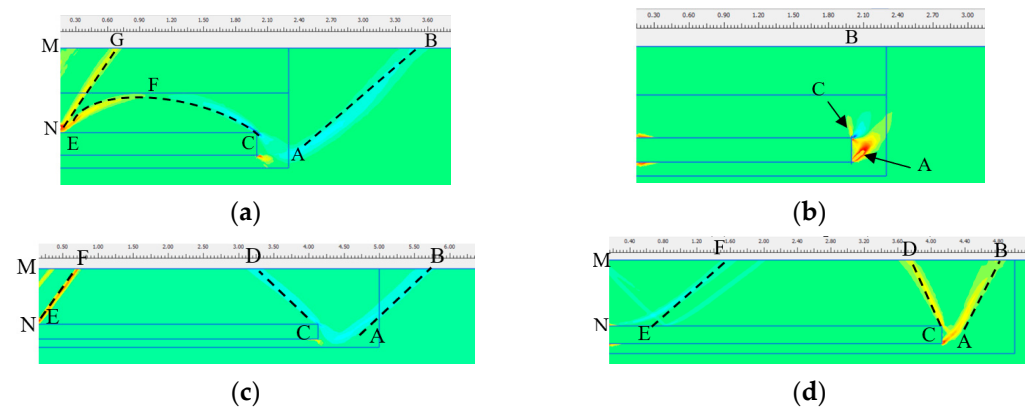 0.30 0.60 1.20 1.50 1.80 2.10 2.40 2.70 3.00 3.30 3.60
M G B
F
N E C A
(a)
0.30 0.60 0.90 1.20 1.50 1.80 2.10 2.40 2.70 3.00
B
C
A
(b)
0.50 1.00 1.50 2.00 2.50 3.00 3.50 4.00 4.50 5.00 5.50 6.00
M F D B
N E C A
(c)
0.40 0.80 1.20 1.60 2.00 2.40 2.80 3.20 3.60 4.00 4.40 4.80
M F D B
N E C A
(d)